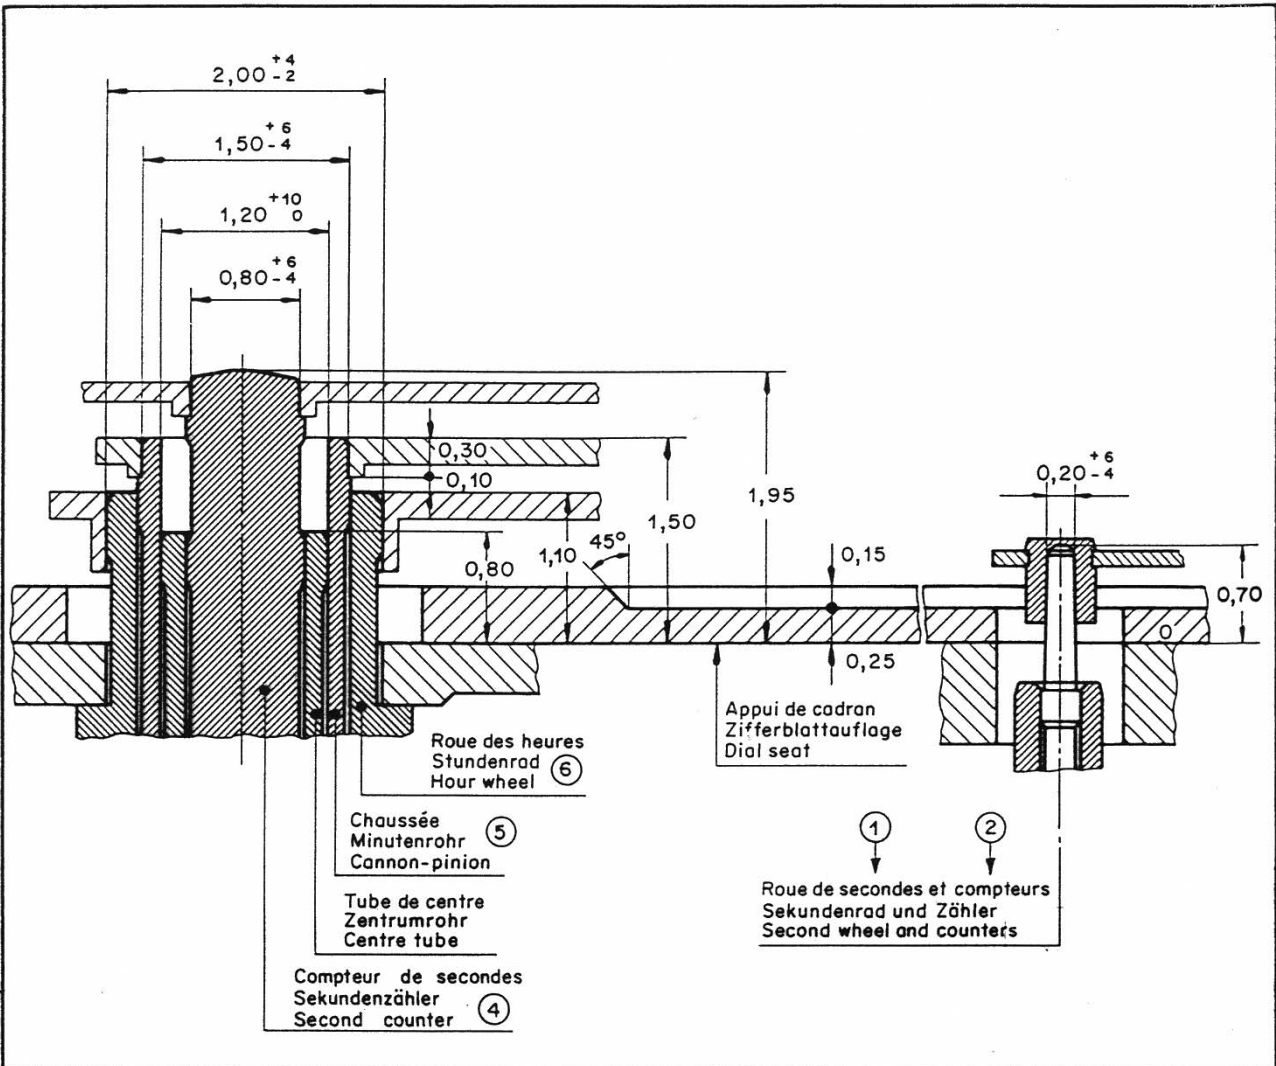 2,00 +4 -2
1,50 +6 -4
1,20 +10 0
0,80 +6 -4
0,30
0,10
0,20 +6 -4
1,95
1,50
45°
0,15
1,10
0,80
0,70
0
0,25
Appui de cadran
Zifferblattauflage
Dial seat
Roue des heures
Stundenrad
Hour wheel
6
Chaussée
Minutenrohr
Cannon-pinion
5
1 2
Roue de secondes et compteurs
Sekundenrad und Zähler
Second wheel and counters
Tube de centre
Zentrumrohr
Centre tube
Compteur de secondes
Sekundenzähler
Second counter
4